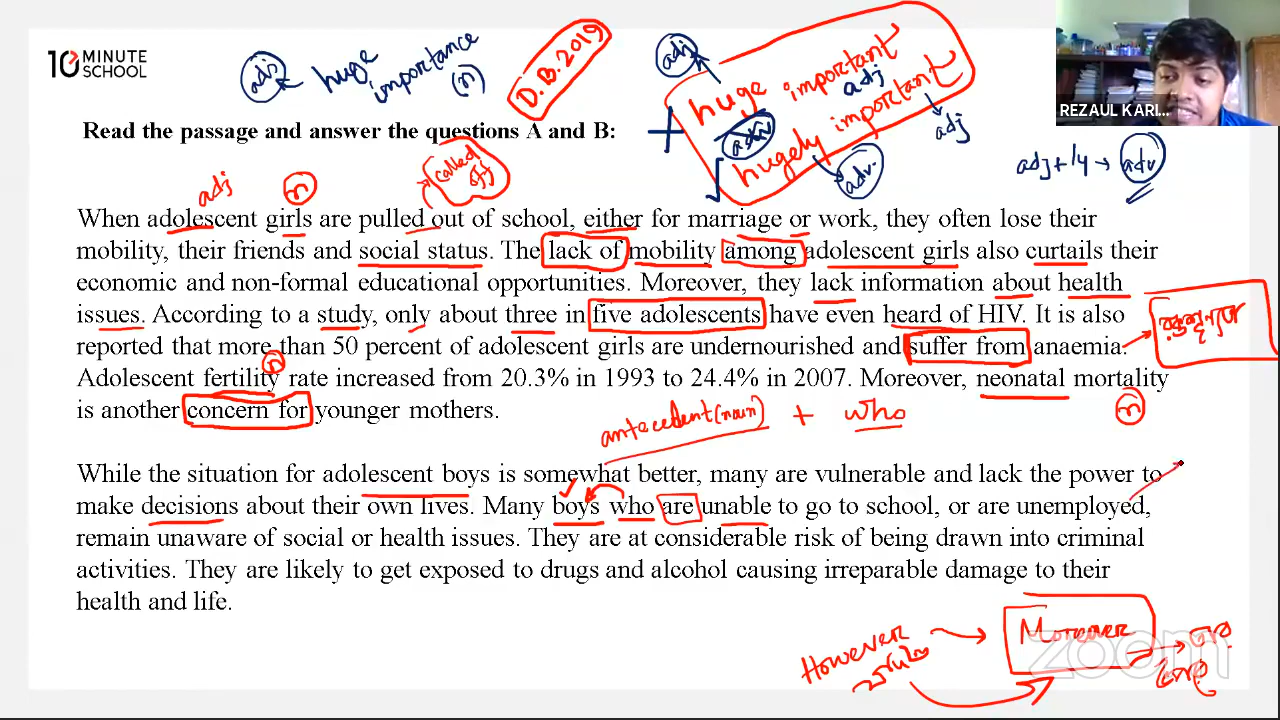 10 MINUTE SCHOOL
adj huge importance (n)
D.B. 2019
adj
huge important
adj
adv
hugely important
adv.
adj
REZAUL KARI...
adj + ly → adv
Read the passage and answer the questions A and B:
called off
adj
n
When adolescent girls are pulled out of school, either for marriage or work, they often lose their
mobility, their friends and social status. The lack of mobility among adolescent girls also curtails their
economic and non-formal educational opportunities. Moreover, they lack information about health
issues. According to a study, only about three in five adolescents have even heard of HIV. It is also
reported that more than 50 percent of adolescent girls are undernourished and suffer from anaemia.
n
Adolescent fertility rate increased from 20.3% in 1993 to 24.4% in 2007. Moreover, neonatal mortality
is another concern for younger mothers.
n
antecedent (noun) + who
While the situation for adolescent boys is somewhat better, many are vulnerable and lack the power to
make decisions about their own lives. Many boys who are unable to go to school, or are unemployed,
remain unaware of social or health issues. They are at considerable risk of being drawn into criminal
activities. They are likely to get exposed to drugs and alcohol causing irreparable damage to their
health and life.
However → Moreover
zoom